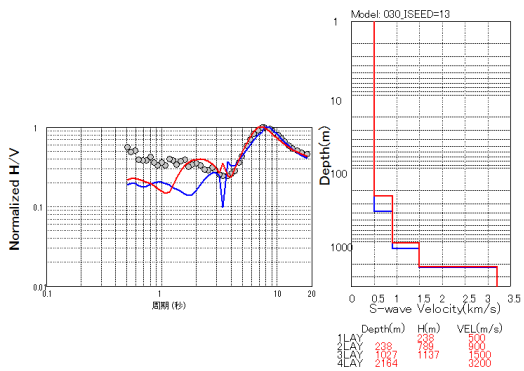 Model: 030_ISEED=13
Normalized H/V
1
0.1
0.01
0.1
1
10
20
周期(秒)
Depth(m)
1
10
100
1000
0
0.5
1
1.5
2
2.5
3
3.5
S-wave Velocity(km/s)
Depth(m) H(m) VEL(m/s)
1LAY 238 500
2LAY 238 789 900
3LAY 1027 1137 1500
4LAY 2164 3200